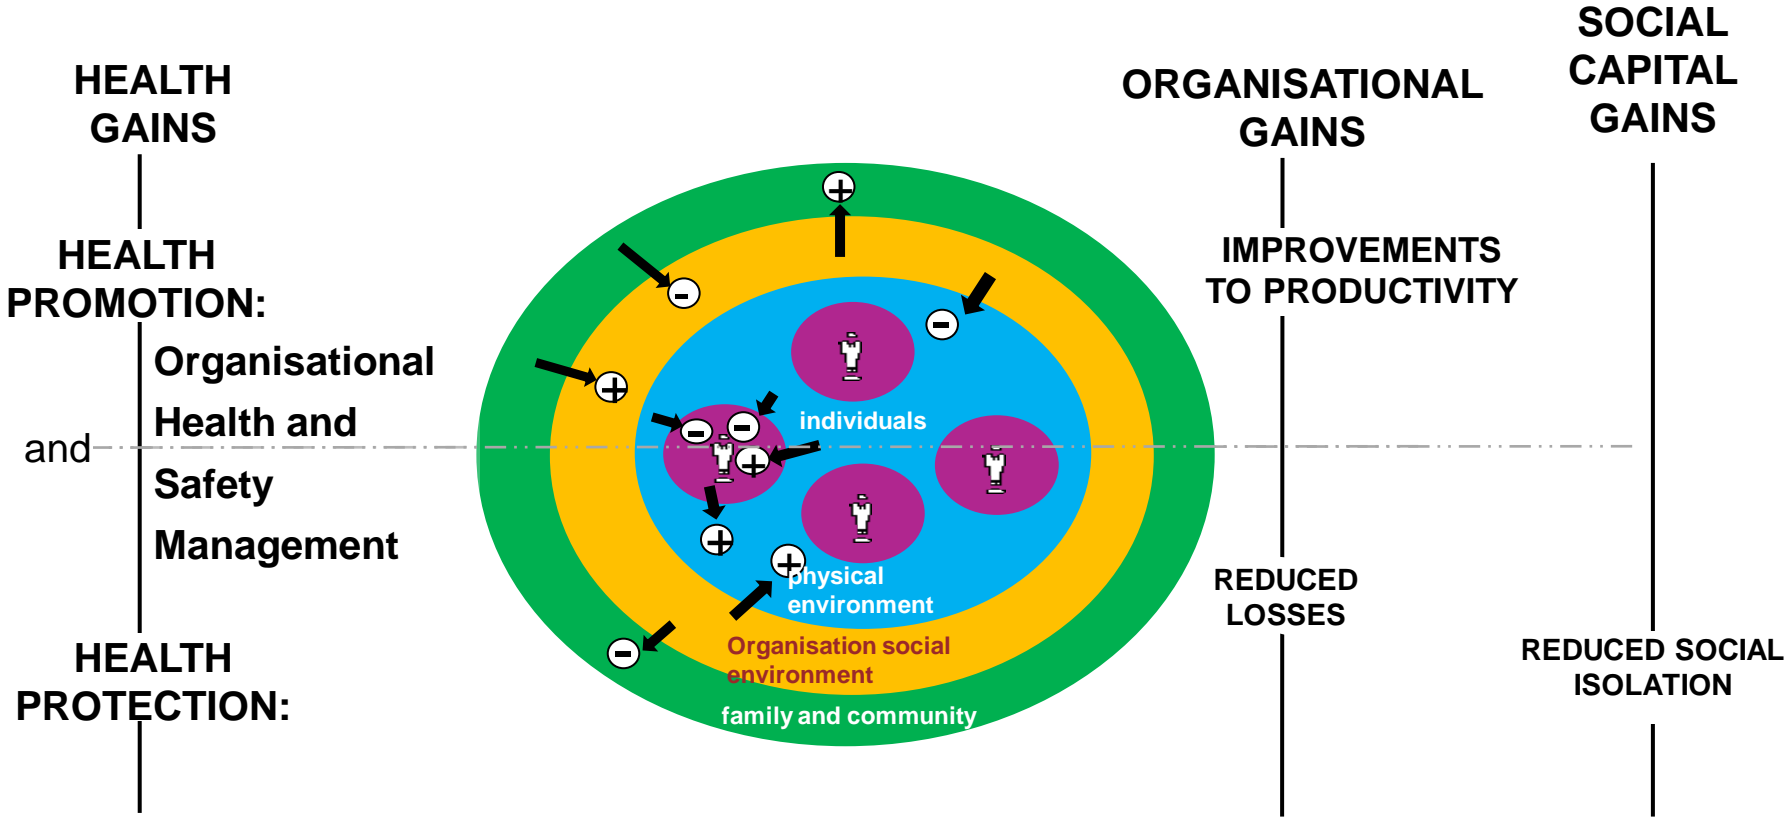 HEALTH
GAINS
HEALTH
PROMOTION:
Organisational
Health and
and
Safety
Management
HEALTH
PROTECTION:
individuals
physical
environment
Organisation social
environment
family and community
ORGANISATIONAL
GAINS
IMPROVEMENTS
TO PRODUCTIVITY
REDUCED
LOSSES
SOCIAL
CAPITAL
GAINS
REDUCED SOCIAL
ISOLATION